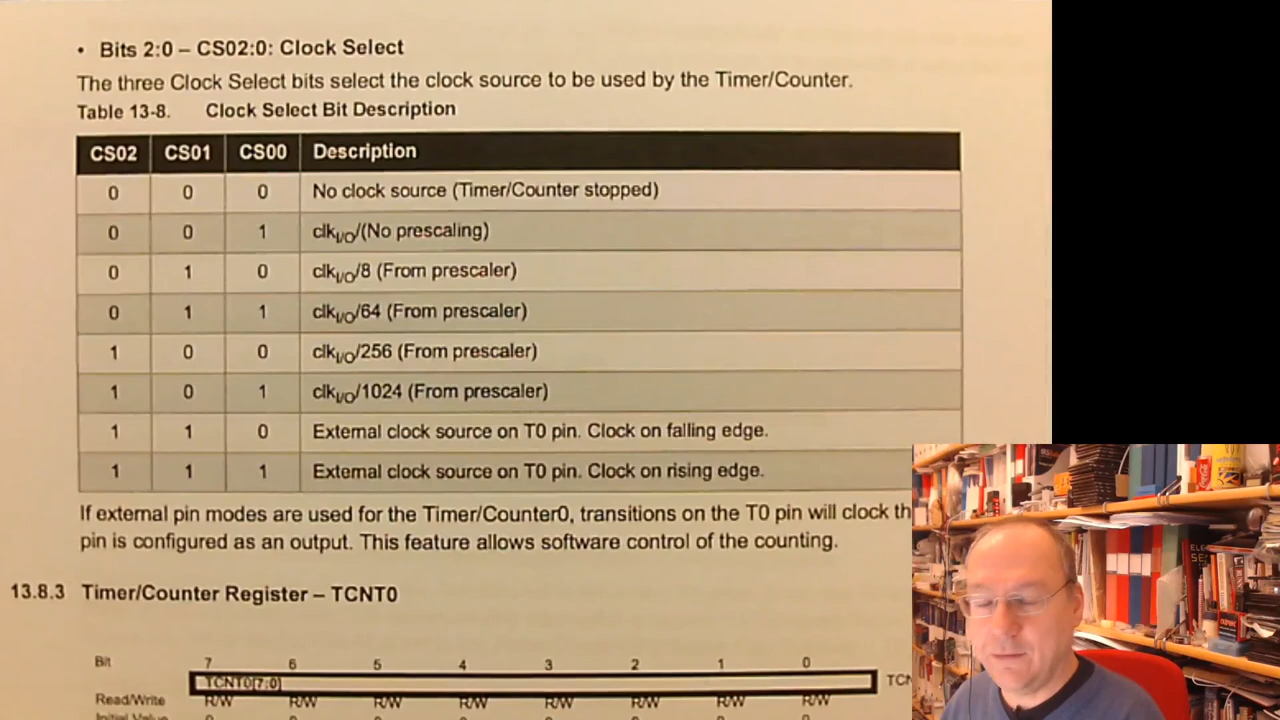 • Bits 2:0 – CS02:0: Clock Select
The three Clock Select bits select the clock source to be used by the Timer/Counter.
Table 13-8. Clock Select Bit Description
CS02 CS01 CS00 Description
0 0 0 No clock source (Timer/Counter stopped)
0 0 1 clkI/O/(No prescaling)
0 1 0 clkI/O/8 (From prescaler)
0 1 1 clkI/O/64 (From prescaler)
1 0 0 clkI/O/256 (From prescaler)
1 0 1 clkI/O/1024 (From prescaler)
1 1 0 External clock source on T0 pin. Clock on falling edge.
1 1 1 External clock source on T0 pin. Clock on rising edge.
If external pin modes are used for the Timer/Counter0, transitions on the T0 pin will clock th
pin is configured as an output. This feature allows software control of the counting.
13.8.3 Timer/Counter Register – TCNT0
Bit 7 6 5 4 3 2 1 0
TCNT0[7:0] TCN
Read/Write R/W R/W R/W R/W R/W R/W R/W R/W
Initial Value